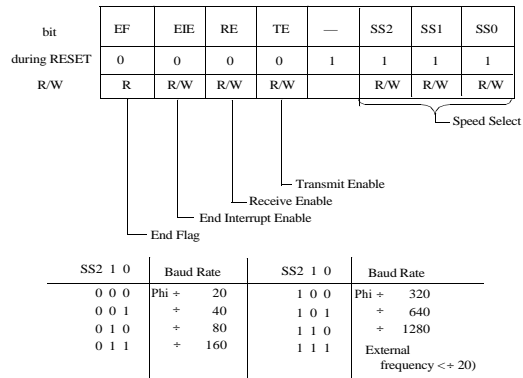 bit EF EIE RE TE — SS2 SS1 SS0
during RESET 0 0 0 0 1 1 1 1
R/W R R/W R/W R/W R/W R/W R/W
Speed Select
Transmit Enable
Receive Enable
End Interrupt Enable
End Flag
SS2 1 0 Baud Rate SS2 1 0 Baud Rate
0 0 0 Phi ÷ 20 1 0 0 Phi ÷ 320
0 0 1 ÷ 40 1 0 1 ÷ 640
0 1 0 ÷ 80 1 1 0 ÷ 1280
0 1 1 ÷ 160 1 1 1 External
frequency <÷ 20)